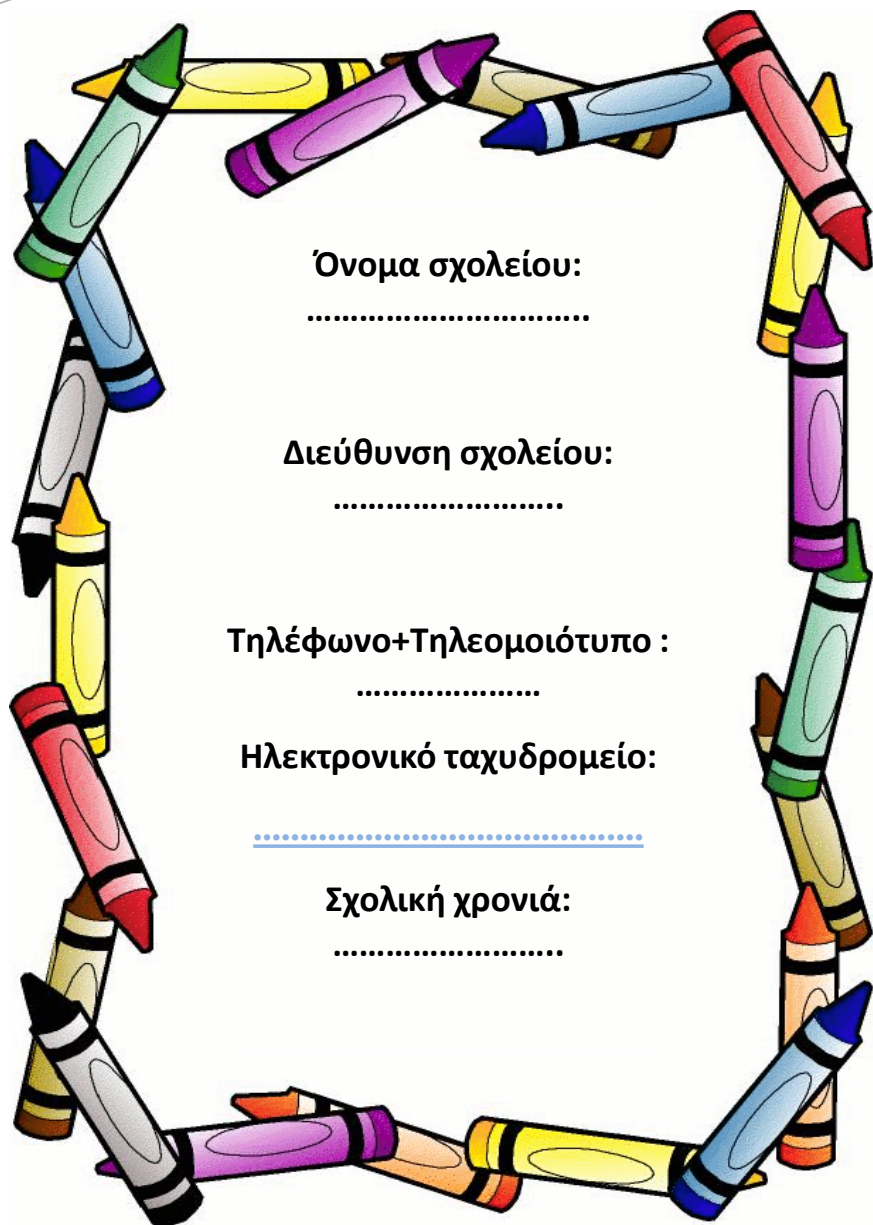 Όνομα σχολείου:
…………………………..
Διεύθυνση σχολείου:
……………………..
Τηλέφωνο+Τηλεομοιότυπο :
…………………
Ηλεκτρονικό ταχυδρομείο:
……………………………………
Σχολική χρονιά:
……………………..